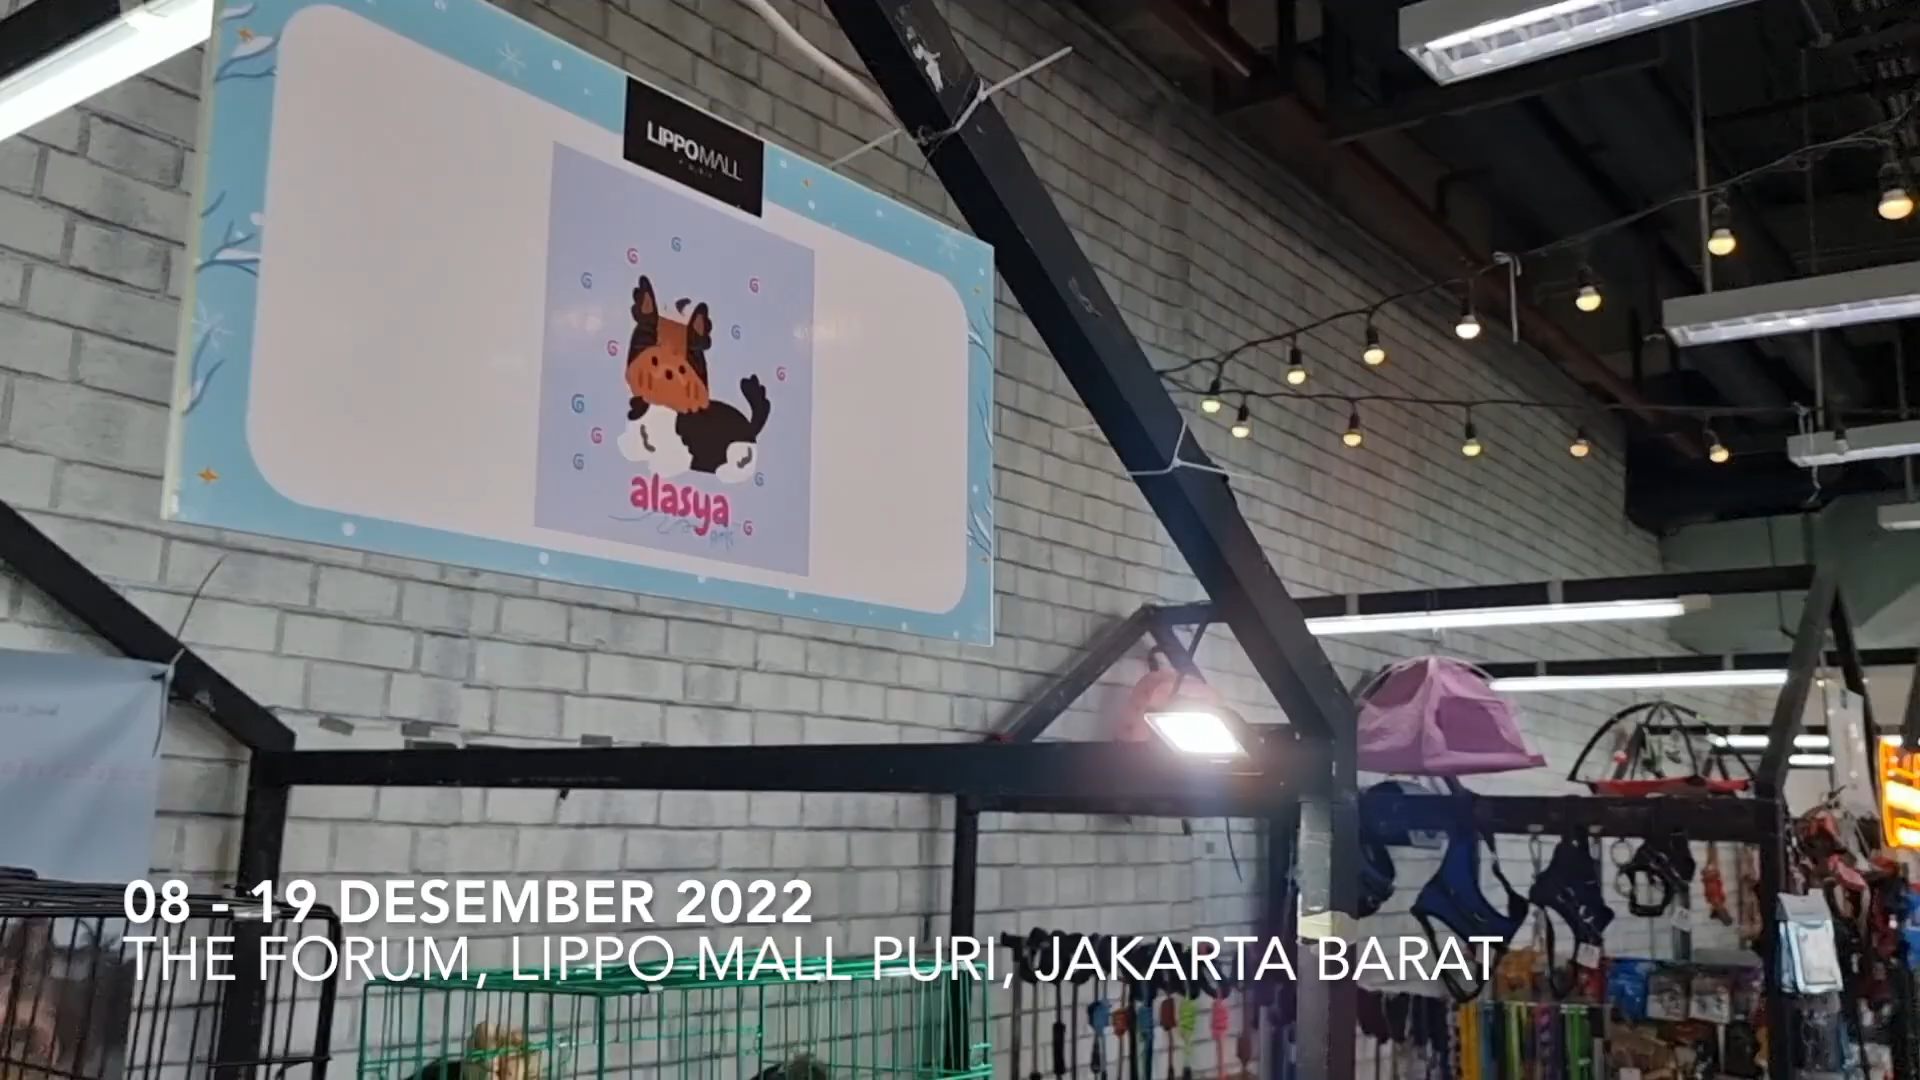 LIPPOMALL
alasya
08 - 19 DESEMBER 2022
THE FORUM, LIPPO MALL PURI, JAKARTA BARAT